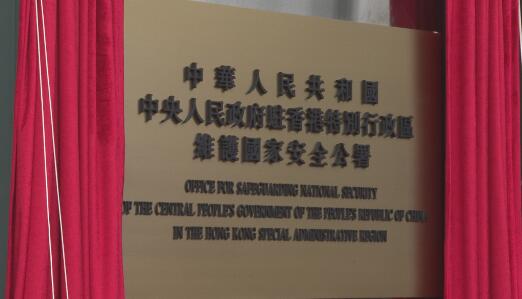 中華人民共和國
中央人民政府駐香港特別行政區
維護國家安全公署
OFFICE FOR SAFEGUARDING NATIONAL SECURITY
OF THE CENTRAL PEOPLE'S GOVERNMENT OF THE PEOPLE'S REPUBLIC OF CHINA
IN THE HONG KONG SPECIAL ADMINISTRATIVE REGION